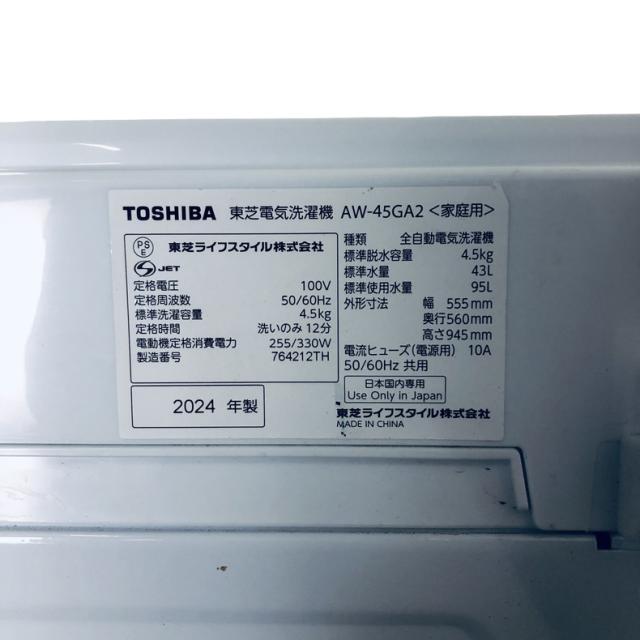 TOSHIBA 東芝電気洗濯機 AW-45GA2 <家庭用>
PS
E
東芝ライフスタイル株式会社
S JET
定格電圧 100V
定格周波数 50/60Hz
標準洗濯容量 4.5kg
定格時間 洗いのみ 12分
電動機定格消費電力 255/330W
製造番号 764212TH
2024 年製
種類 全自動電気洗濯機
標準脱水容量 4.5kg
標準水量 43L
標準使用水量 95L
外形寸法 幅 555mm
奥行560mm
高さ945mm
電流ヒューズ(電源用) 10A
50/60Hz 共用
日本国内専用
Use Only in Japan
東芝ライフスタイル株式会社
MADE IN CHINA